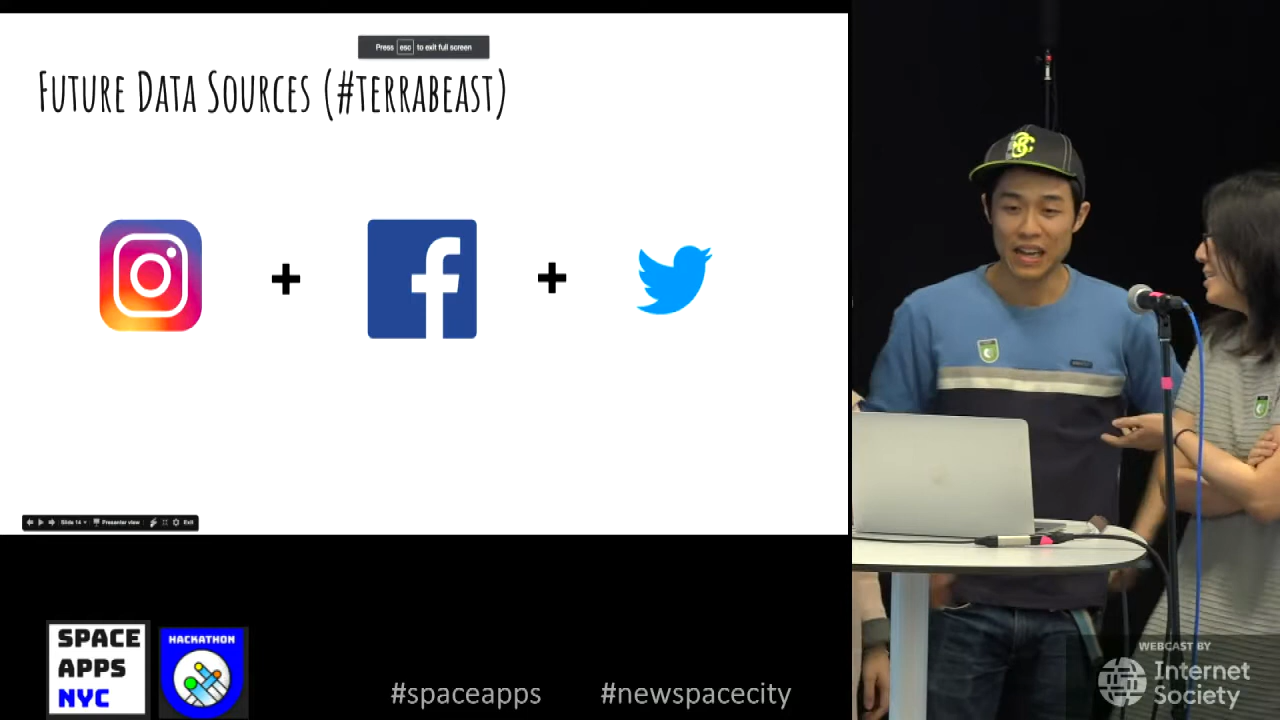 Press esc to exit full screen
FUTURE DATA SOURCES (#TERRABEAST)
Slide 14
Presenter view
Exit
SPACE
APPS
NYC
HACKATHON
#spaceapps
#newspacecity
WEBCAST BY
Internet
Society